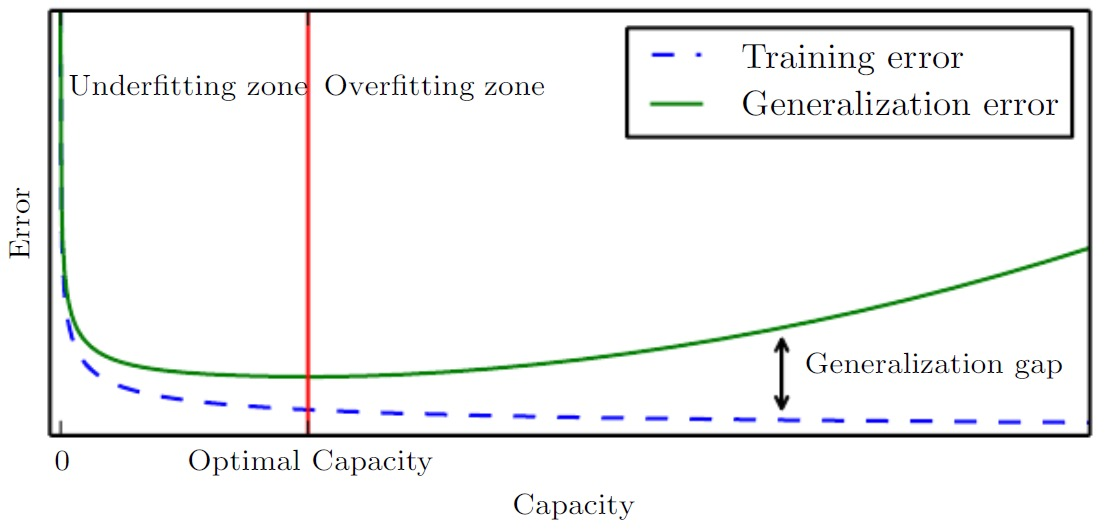 Training error
Generalization error
Underfitting zone
Overfitting zone
Error
Generalization gap
0
Optimal Capacity
Capacity